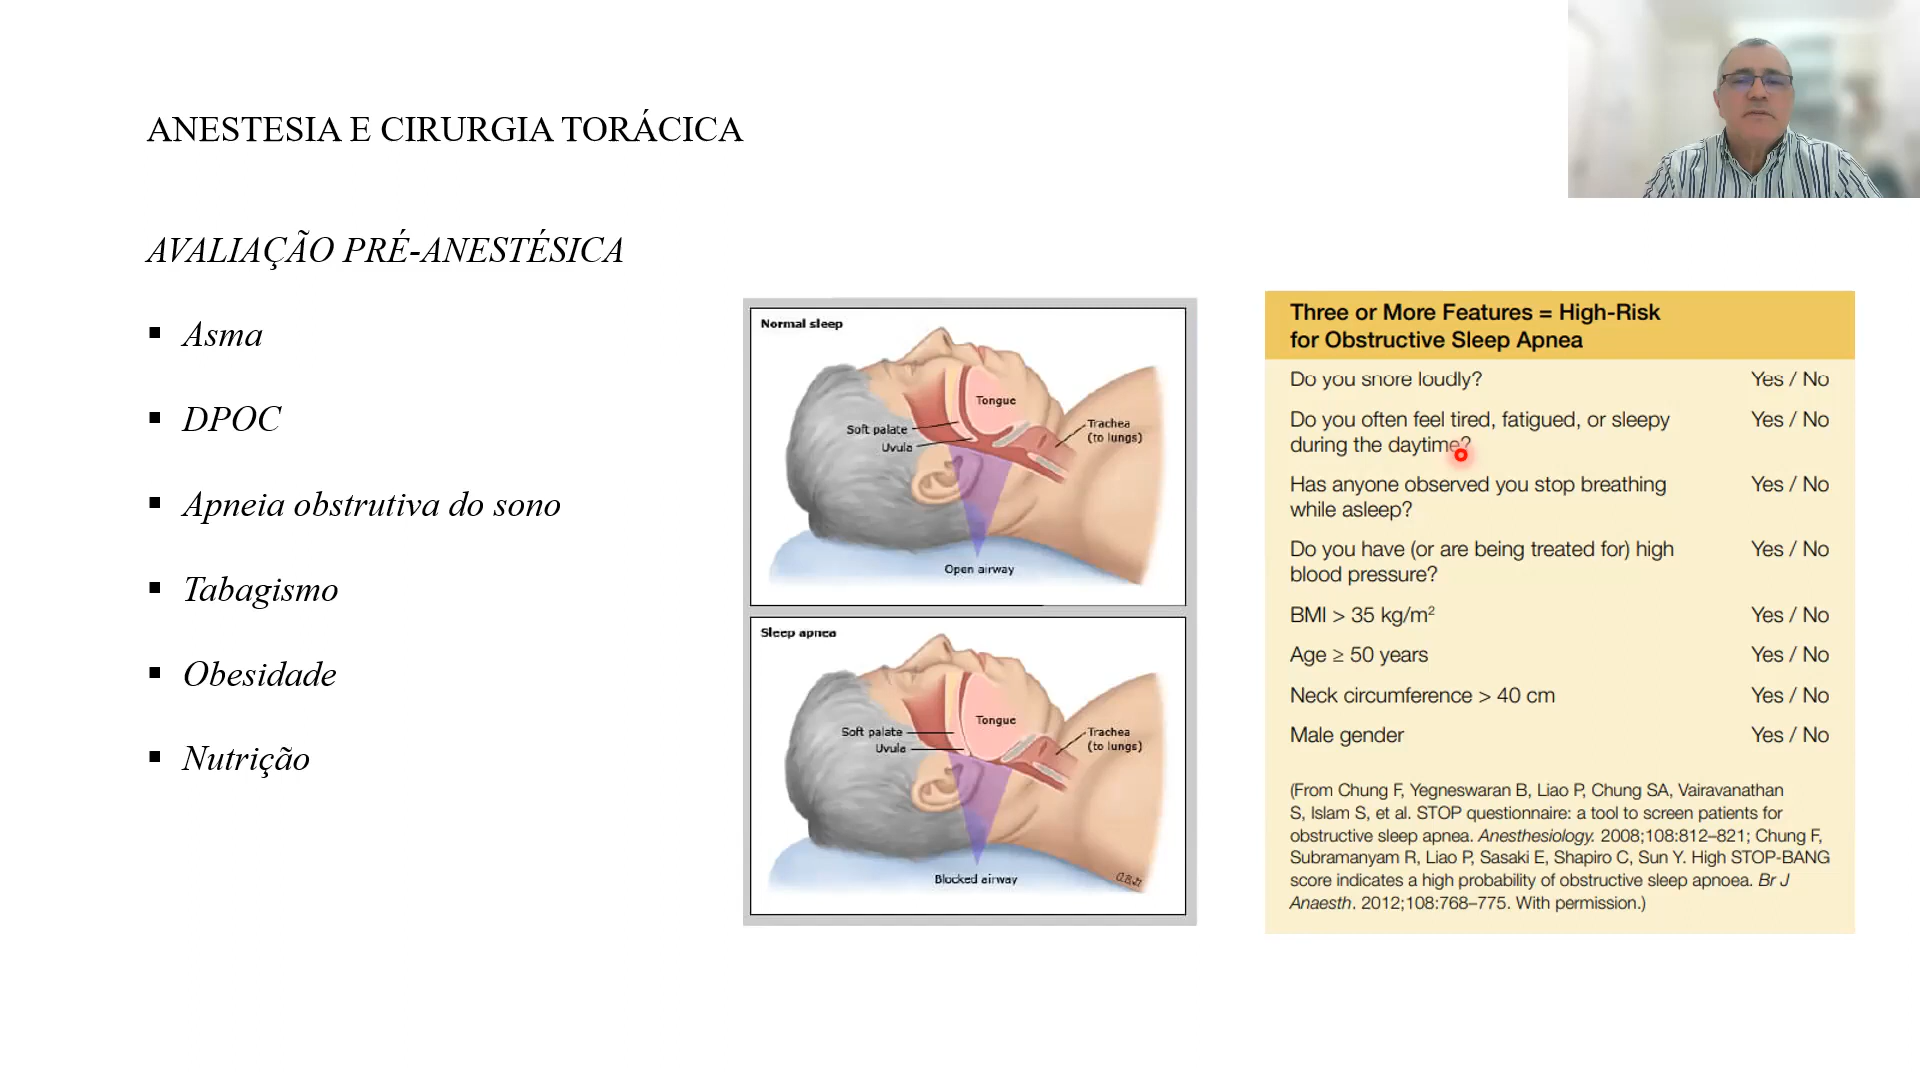 ANESTESIA E CIRURGIA TORÁCICA
AVALIAÇÃO PRÉ-ANESTÉSICA
▪ Asma
▪ DPOC
▪ Apneia obstrutiva do sono
▪ Tabagismo
▪ Obesidade
▪ Nutrição
Normal sleep
Tongue
Soft palate
Uvula
Trachea
(to lungs)
Open airway
Sleep apnea
Tongue
Soft palate
Uvula
Trachea
(to lungs)
Blocked airway
Three or More Features = High-Risk
for Obstructive Sleep Apnea
Do you snore loudly? Yes / No
Do you often feel tired, fatigued, or sleepy Yes / No
during the daytime?
Has anyone observed you stop breathing Yes / No
while asleep?
Do you have (or are being treated for) high Yes / No
blood pressure?
BMI > 35 kg/m² Yes / No
Age ≥ 50 years Yes / No
Neck circumference > 40 cm Yes / No
Male gender Yes / No
(From Chung F, Yegneswaran B, Liao P, Chung SA, Vairavanathan
S, Islam S, et al. STOP questionnaire: a tool to screen patients for
obstructive sleep apnea. Anesthesiology. 2008;108:812–821; Chung F,
Subramanyam R, Liao P, Sasaki E, Shapiro C, Sun Y. High STOP-BANG
score indicates a high probability of obstructive sleep apnoea. Br J
Anaesth. 2012;108:768–775. With permission.)